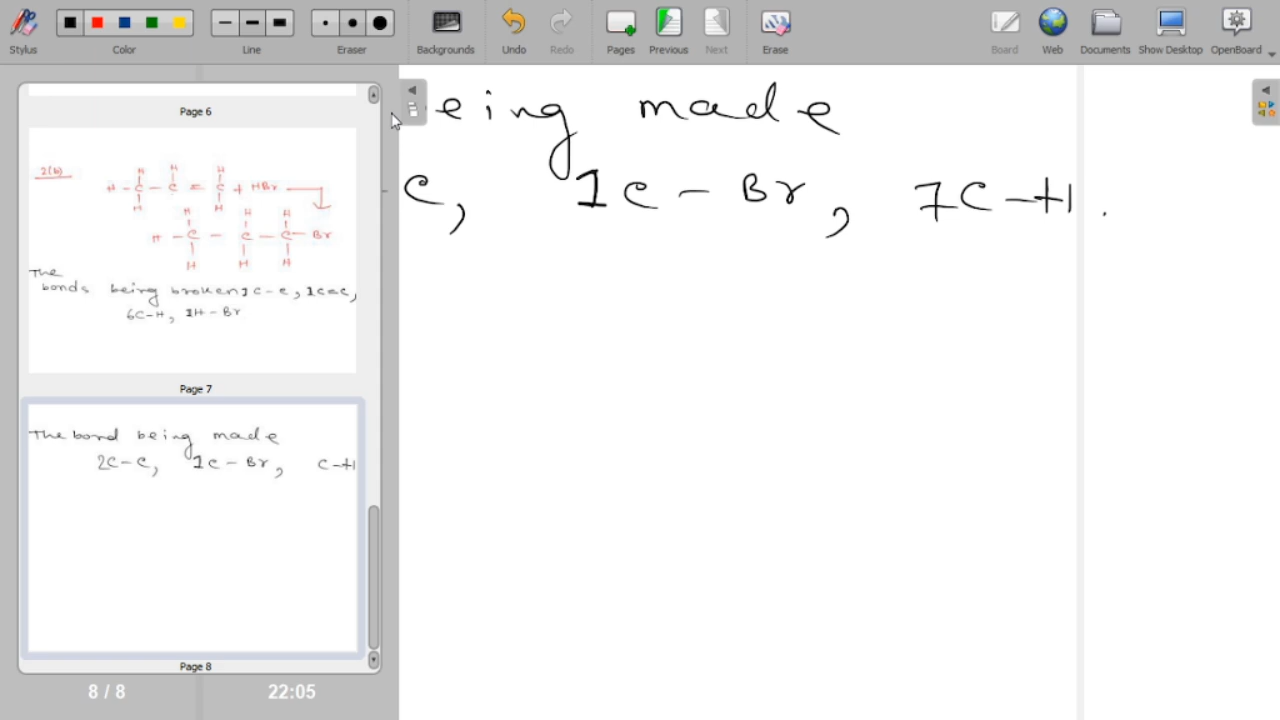 Stylus Color Line Eraser Backgrounds Undo Redo Pages Previous Next Erase Board Web Documents Show Desktop OpenBoard
Page 6
2(b)
H H H
H - C - C = C + HBr
H H
H H H
H - C - C - C - Br
H H H
The
bonds being broken 1C-C, 1C=C,
6C-H, 1H-Br
Page 7
The bond being made
2C-C, 1C-Br, C-H
Page 8
8 / 8 22:05
eing made
C, 1C-Br, 7C-H.